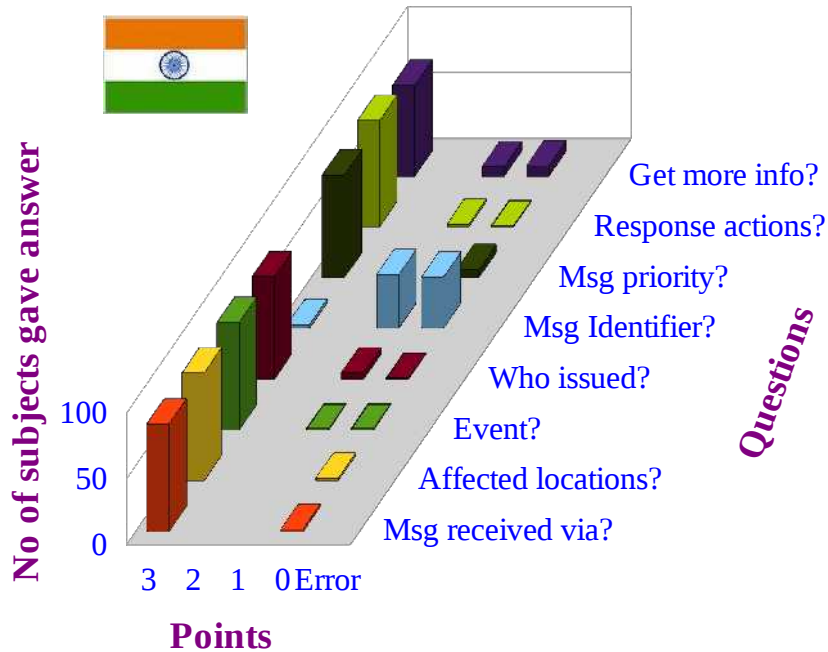 No of subjects gave answer
100
50
0
3 2 1 0 Error
Points
Get more info?
Response actions?
Msg priority?
Msg Identifier?
Who issued?
Event?
Affected locations?
Msg received via?
Questions